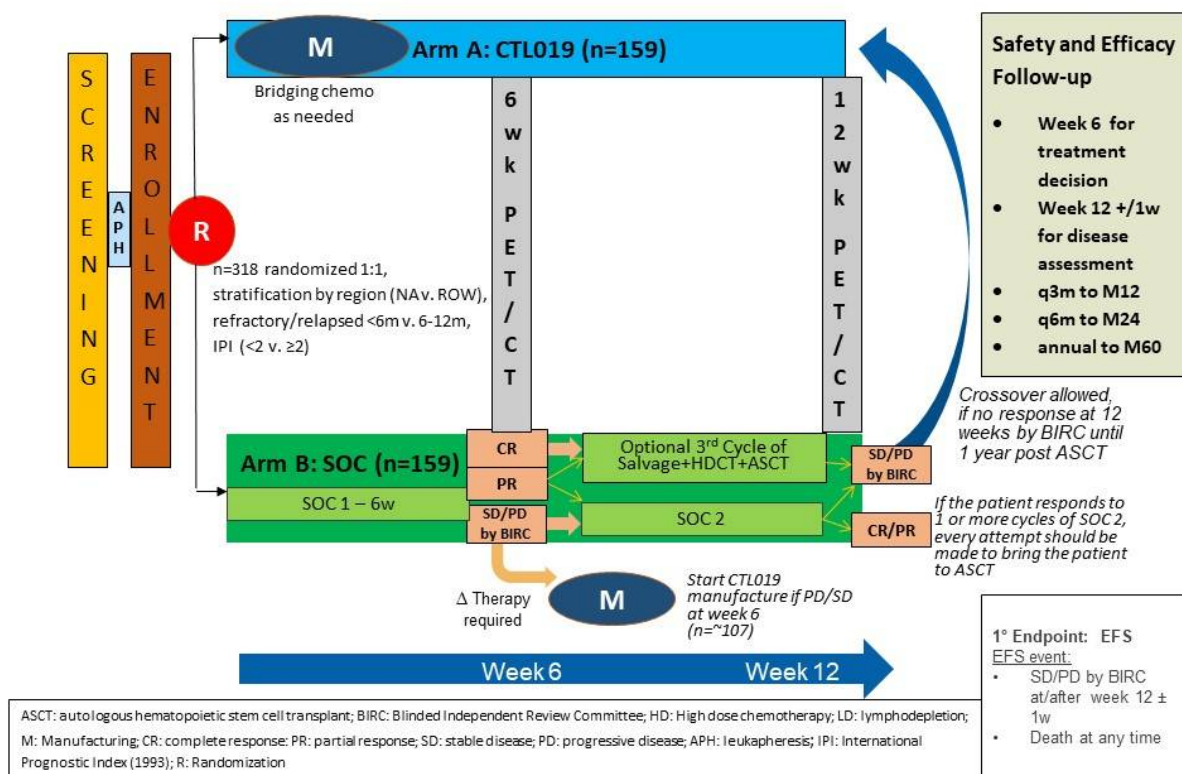 SCREENING
APH
ENROLLMENT
R
M
Arm A: CTL019 (n=159)
Bridging chemo
as needed
n=318 randomized 1:1,
stratification by region (NA v. ROW),
refractory/relapsed <6m v. 6-12m,
IPI (<2 v. ≥2)
6wk PET/CT
12wk PET/CT
Arm B: SOC (n=159)
SOC 1 – 6w
CR
PR
SD/PD
by BIRC
Optional 3rd Cycle of
Salvage+HDCT+ASCT
SOC 2
SD/PD
by BIRC
CR/PR
Δ Therapy
required
M
Start CTL019
manufacture if PD/SD
at week 6
(n=~107)
Week 6
Week 12
Safety and Efficacy
Follow-up
• Week 6 for
treatment
decision
• Week 12 +/1w
for disease
assessment
• q3m to M12
• q6m to M24
• annual to M60
Crossover allowed,
if no response at 12
weeks by BIRC until
1 year post ASCT
If the patient responds to
1 or more cycles of SOC 2,
every attempt should be
made to bring the patient
to ASCT
1° Endpoint: EFS
EFS event:
• SD/PD by BIRC
at/after week 12 ±
1w
• Death at any time
ASCT: autologous hematopoietic stem cell transplant; BIRC: Blinded Independent Review Committee; HD: High dose chemotherapy; LD: lymphodepletion;
M: Manufacturing; CR: complete response: PR: partial response; SD: stable disease; PD: progressive disease; APH: leukapheresis; IPI: International
Prognostic Index (1993); R: Randomization